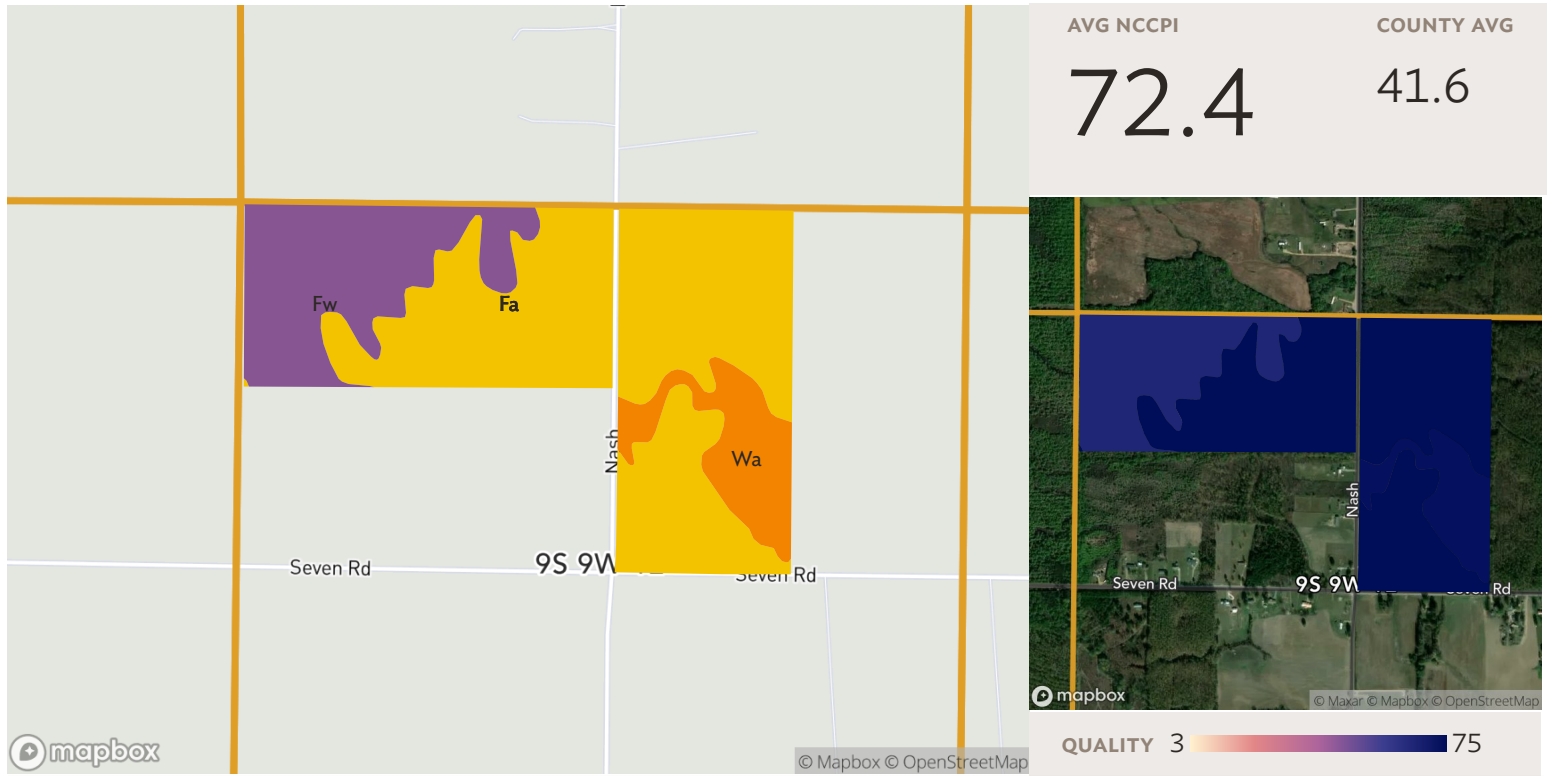 Fw
Fa
Nash
Wa
Seven Rd
9S 9W
Seven Rd
mapbox
© Mapbox © OpenStreetMap
AVG NCCPI
72.4
COUNTY AVG
41.6
Nash
Seven Rd
9S 9W
Rd
mapbox
© Maxar © Mapbox © OpenStreetMap
QUALITY 3 75